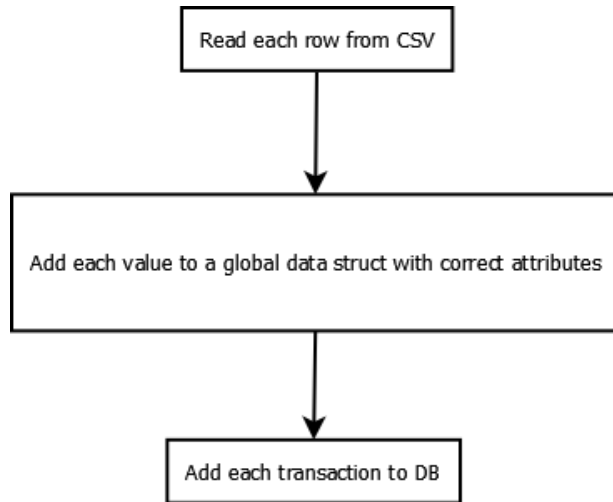 Read each row from CSV
Add each value to a global data struct with correct attributes
Add each transaction to DB